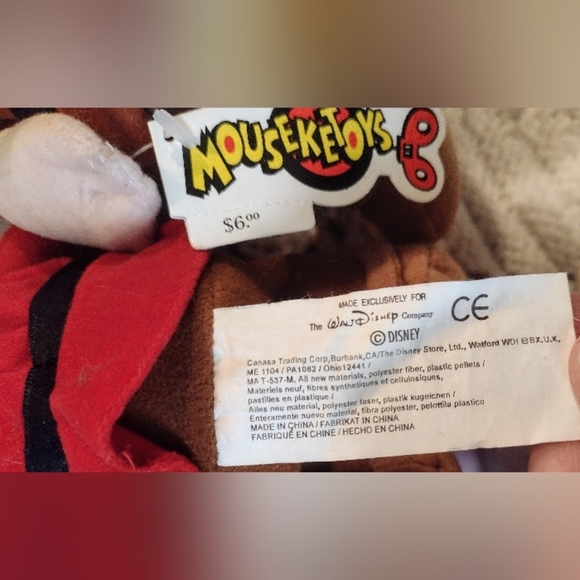 MOUSEKETOYS
$6.00
MADE EXCLUSIVELY FOR
The WALT DISNEP Company CE
© DISNEY
Canasa Trading Corp,Burbank,CA/The Disney Store, Ltd., Watford WD1 8BX.U.K.
ME 1104 / PA1062 / Ohio12441 /
MA T-537-M. All new materials, polyester fiber, plastic pellets /
Materiels neuf, fibres synthetiques et cellulosiques,
pastilles en plastique /
Alles neu material, polyester faser, plastik kugelchen /
Enteramente nuevo material, fibra polyester, pelotilla plastico
MADE IN CHINA / FABRIKAT IN CHINA
FABRIQUÉ EN CHINE / HECHO EN CHINA